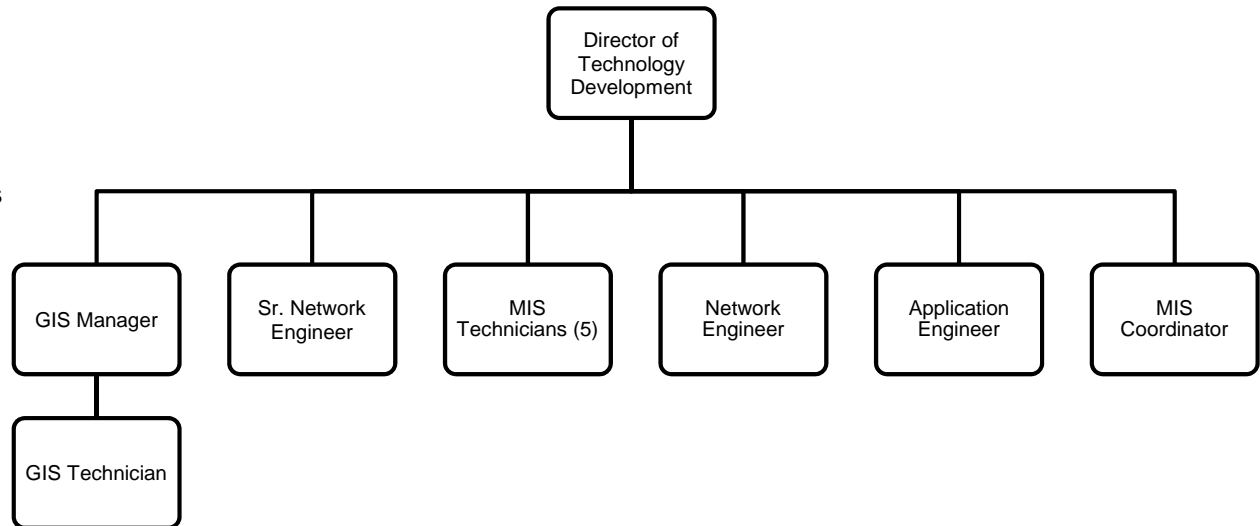 Director of
Technology
Development
GIS Manager
Sr. Network
Engineer
MIS
Technicians (5)
Network
Engineer
Application
Engineer
MIS
Coordinator
GIS Technician